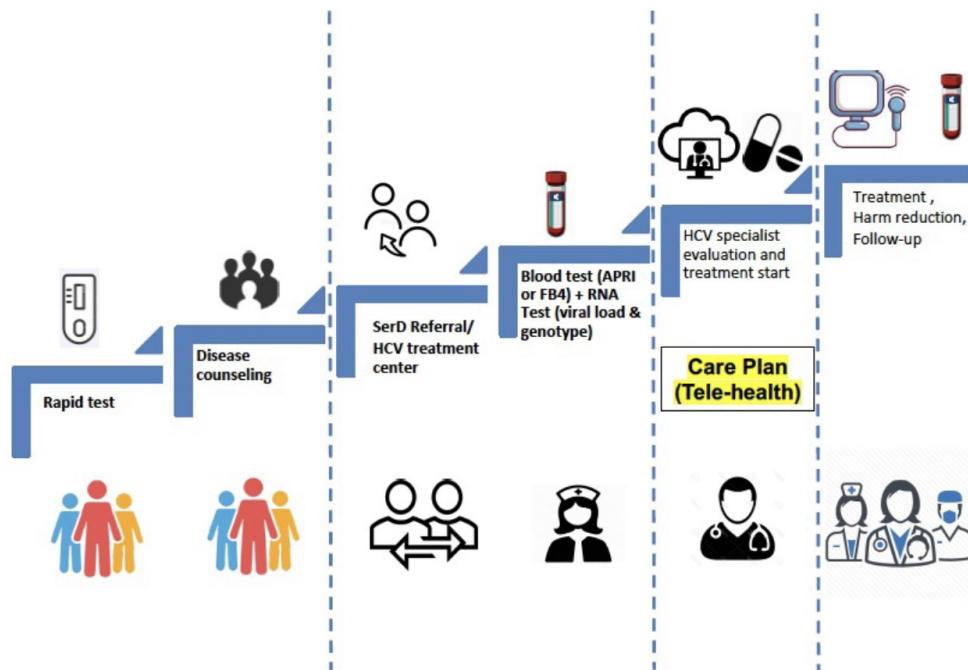 Rapid test
Disease
counseling
SerD Referral/
HCV treatment
center
Blood test (APRI
or FB4) + RNA
Test (viral load &
genotype)
HCV specialist
evaluation and
treatment start
Care Plan
(Tele-health)
Treatment ,
Harm reduction,
Follow-up